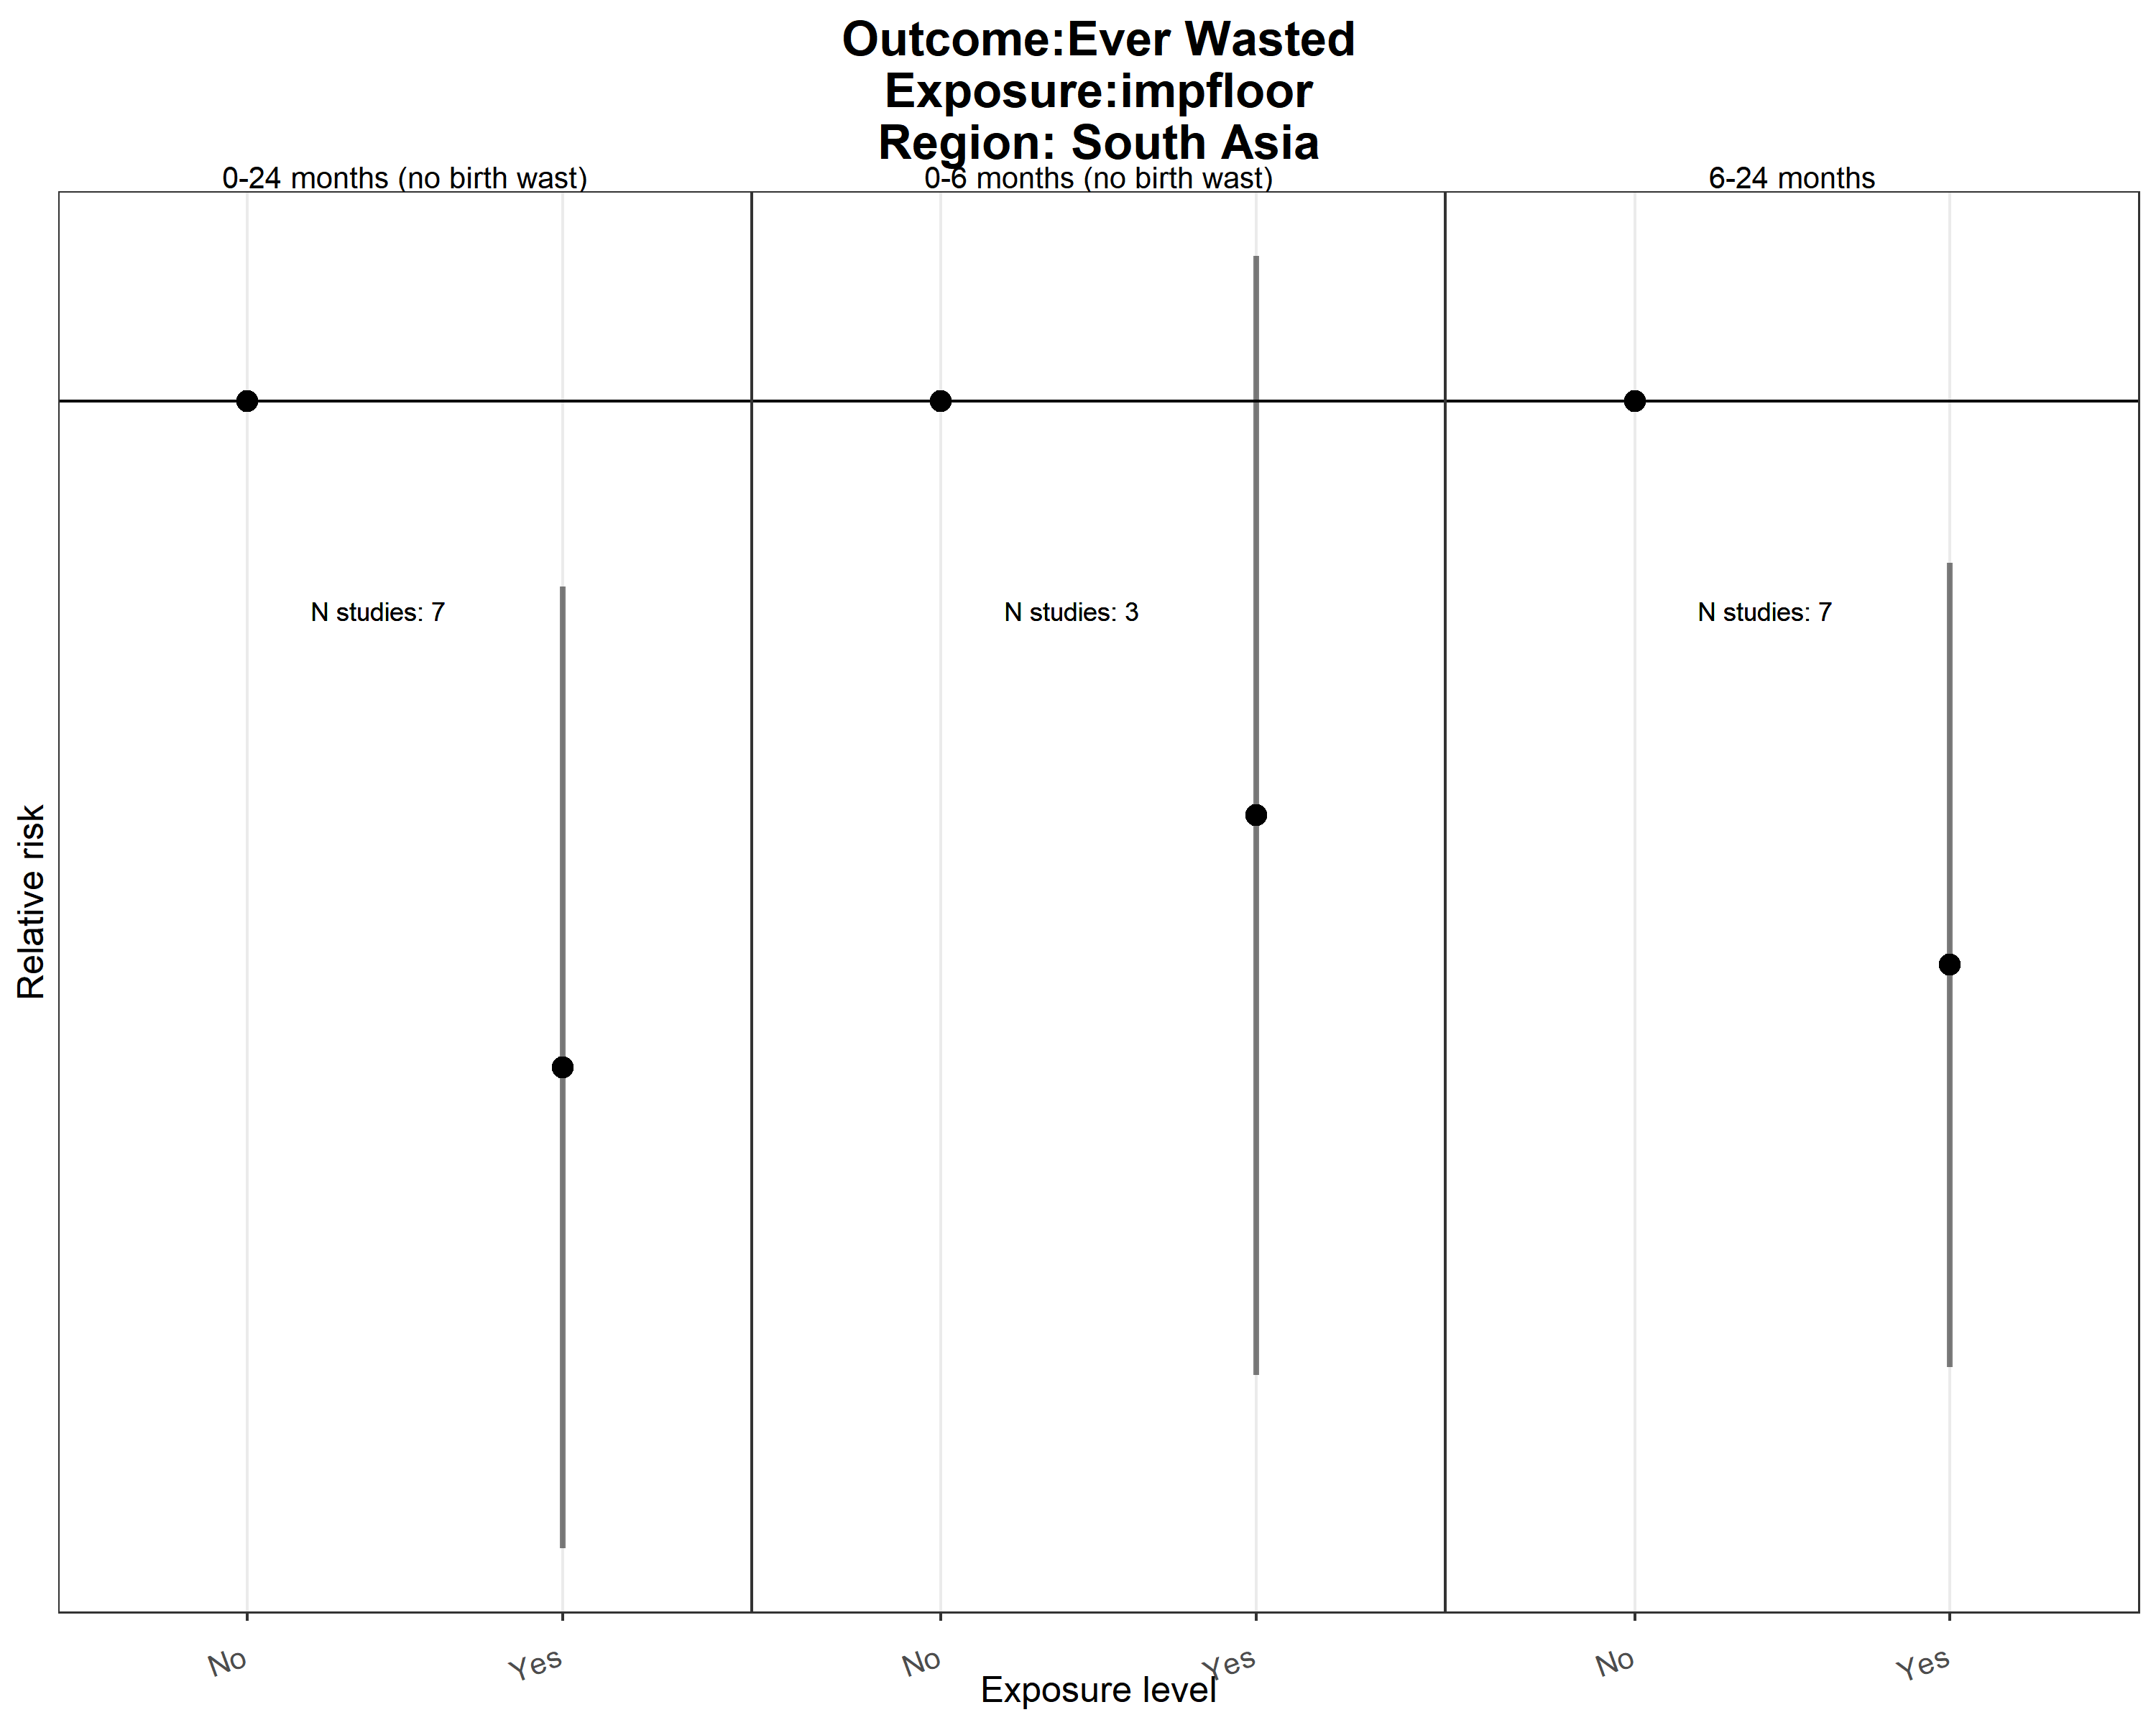 Outcome:Ever Wasted
Exposure:impfloor
Region: South Asia
0-24 months (no birth wast)
0-6 months (no birth wast)
6-24 months
N studies: 7
N studies: 3
N studies: 7
Relative risk
No
Yes
No
Yes
No
Yes
Exposure level